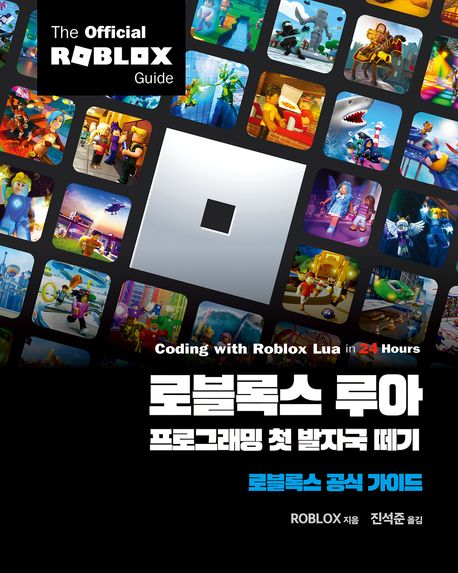 The Official
ROBLOX
Guide
Coding with Roblox Lua in 24 Hours
로블록스 루아
프로그래밍 첫 발자국 떼기
로블록스 공식 가이드
ROBLOX 지음 진석준 옮김